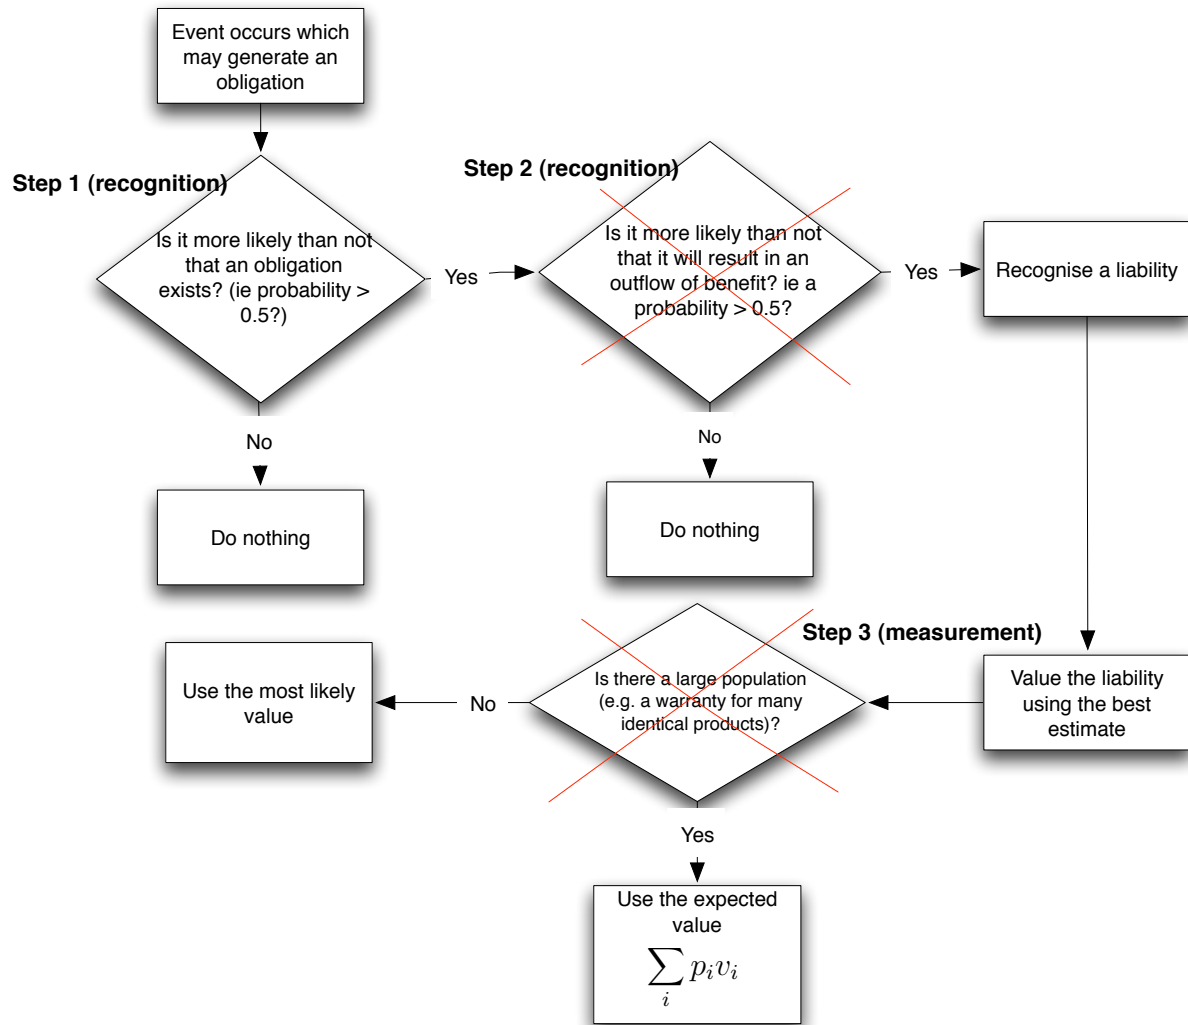 Event occurs which
may generate an
obligation
Step 1 (recognition)
Is it more likely than not
that an obligation
exists? (ie probability >
0.5?)
Yes
No
Do nothing
Step 2 (recognition)
Is it more likely than not
that it will result in an
outflow of benefit? ie a
probability > 0.5?
Yes
No
Do nothing
Recognise a liability
Value the liability
using the best
estimate
Step 3 (measurement)
Is there a large population
(e.g. a warranty for many
identical products)?
No
Use the most likely
value
Yes
Use the expected
value
∑ᵢ pᵢvᵢ